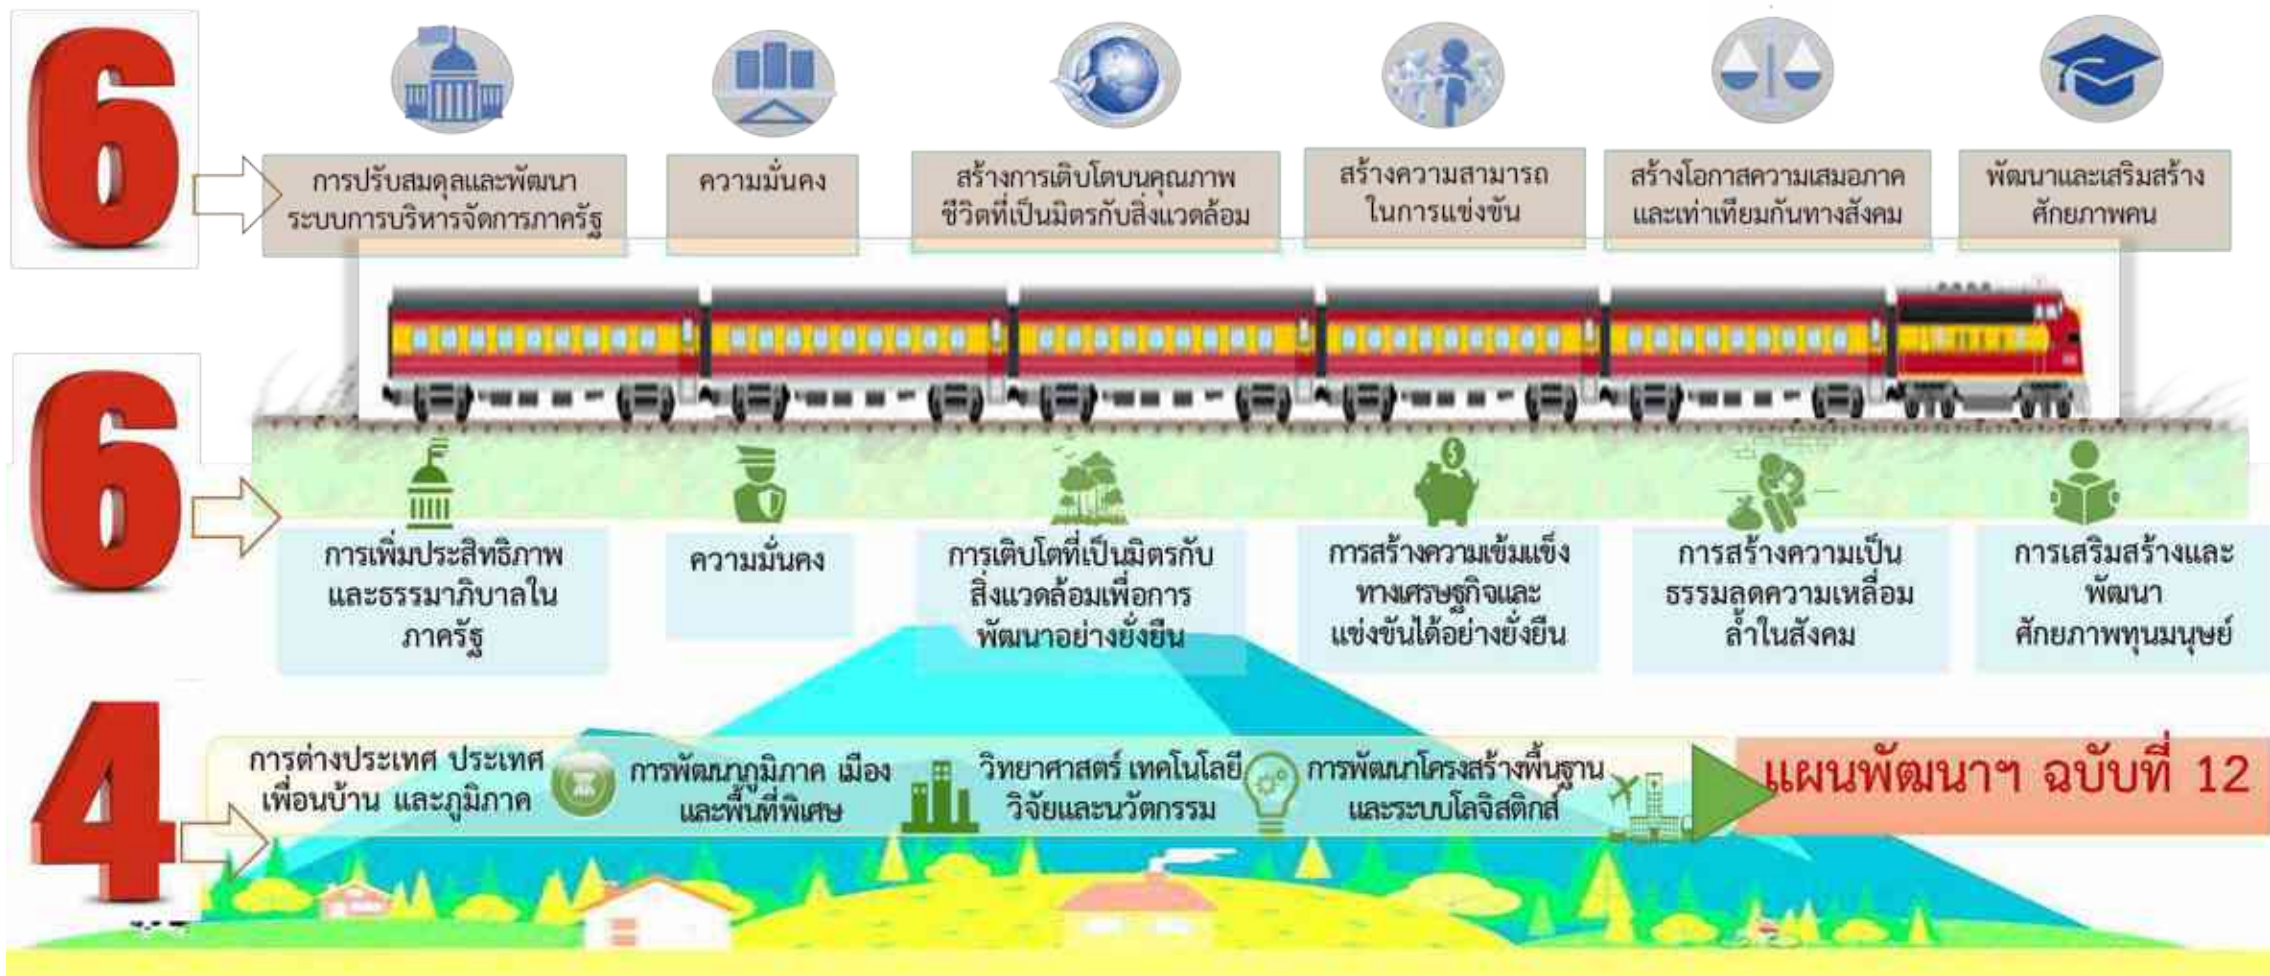 6
การปรับสมดุลและพัฒนา
ระบบการบริหารจัดการภาครัฐ
ความมั่นคง
สร้างการเติบโตบนคุณภาพ
ชีวิตที่เป็นมิตรกับสิ่งแวดล้อม
สร้างความสามารถ
ในการแข่งขัน
สร้างโอกาสความเสมอภาค
และเท่าเทียมกันทางสังคม
พัฒนาและเสริมสร้าง
ศักยภาพคน
6
การเพิ่มประสิทธิภาพ
และธรรมาภิบาลใน
ภาครัฐ
ความมั่นคง
การเติบโตที่เป็นมิตรกับ
สิ่งแวดล้อมเพื่อการ
พัฒนาอย่างยั่งยืน
การสร้างความเข้มแข็ง
ทางเศรษฐกิจและ
แข่งขันได้อย่างยั่งยืน
การสร้างความเป็น
ธรรมลดความเหลื่อม
ล้ำในสังคม
การเสริมสร้างและ
พัฒนา
ศักยภาพทุนมนุษย์
4
การต่างประเทศ ประเทศ
เพื่อนบ้าน และภูมิภาค
การพัฒนาภูมิภาค เมือง
และพื้นที่พิเศษ
วิทยาศาสตร์ เทคโนโลยี
วิจัยและนวัตกรรม
การพัฒนาโครงสร้างพื้นฐาน
และระบบโลจิสติกส์
แผนพัฒนาฯ ฉบับที่ 12